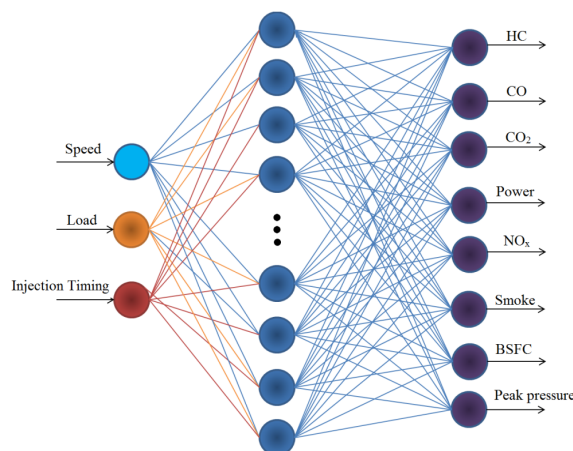 Speed
Load
Injection Timing
HC
CO
CO₂
Power
NOₓ
Smoke
BSFC
Peak pressure